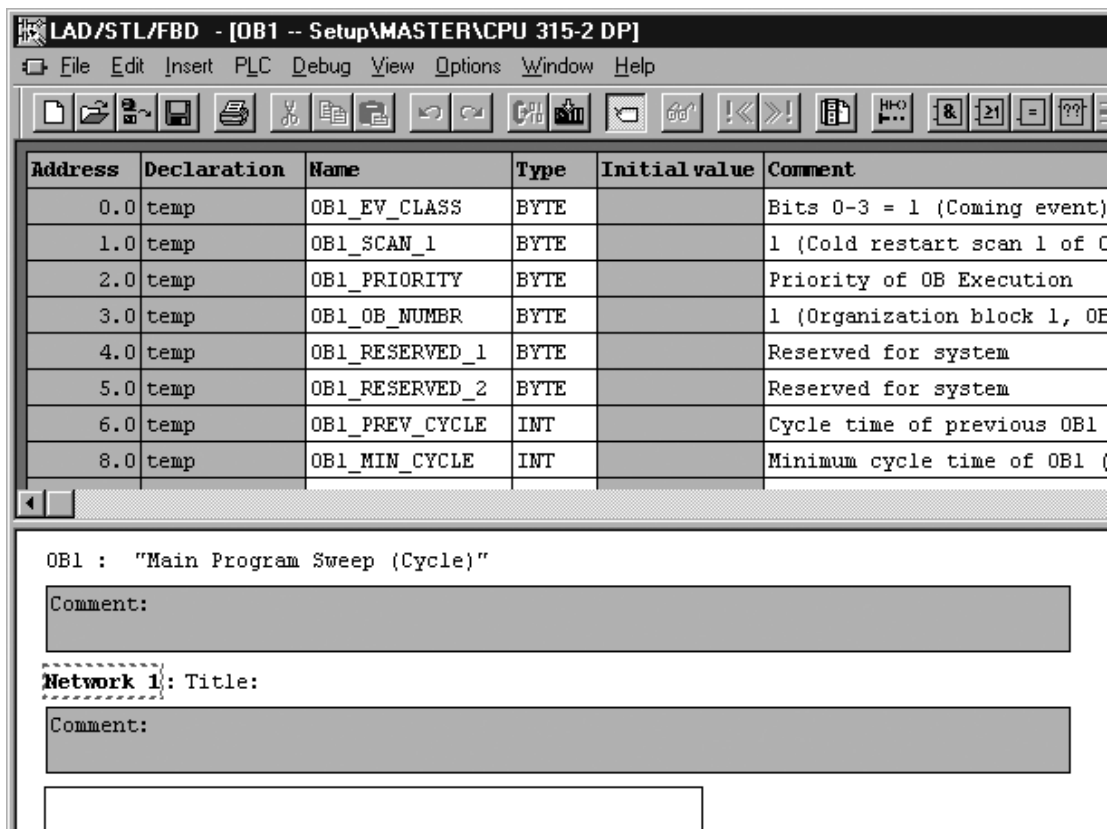 LAD/STL/FBD - [OB1 -- Setup\MASTER\CPU 315-2 DP]
File Edit Insert PLC Debug View Options Window Help
& ≥1 = ??
Address Declaration Name Type Initial value Comment
0.0 temp OB1_EV_CLASS BYTE Bits 0-3 = 1 (Coming event)
1.0 temp OB1_SCAN_1 BYTE 1 (Cold restart scan 1 of
2.0 temp OB1_PRIORITY BYTE Priority of OB Execution
3.0 temp OB1_OB_NUMBR BYTE 1 (Organization block 1, OB
4.0 temp OB1_RESERVED_1 BYTE Reserved for system
5.0 temp OB1_RESERVED_2 BYTE Reserved for system
6.0 temp OB1_PREV_CYCLE INT Cycle time of previous OB1
8.0 temp OB1_MIN_CYCLE INT Minimum cycle time of OB1 (
OB1 : "Main Program Sweep (Cycle)"
Comment:
Network 1: Title:
Comment: